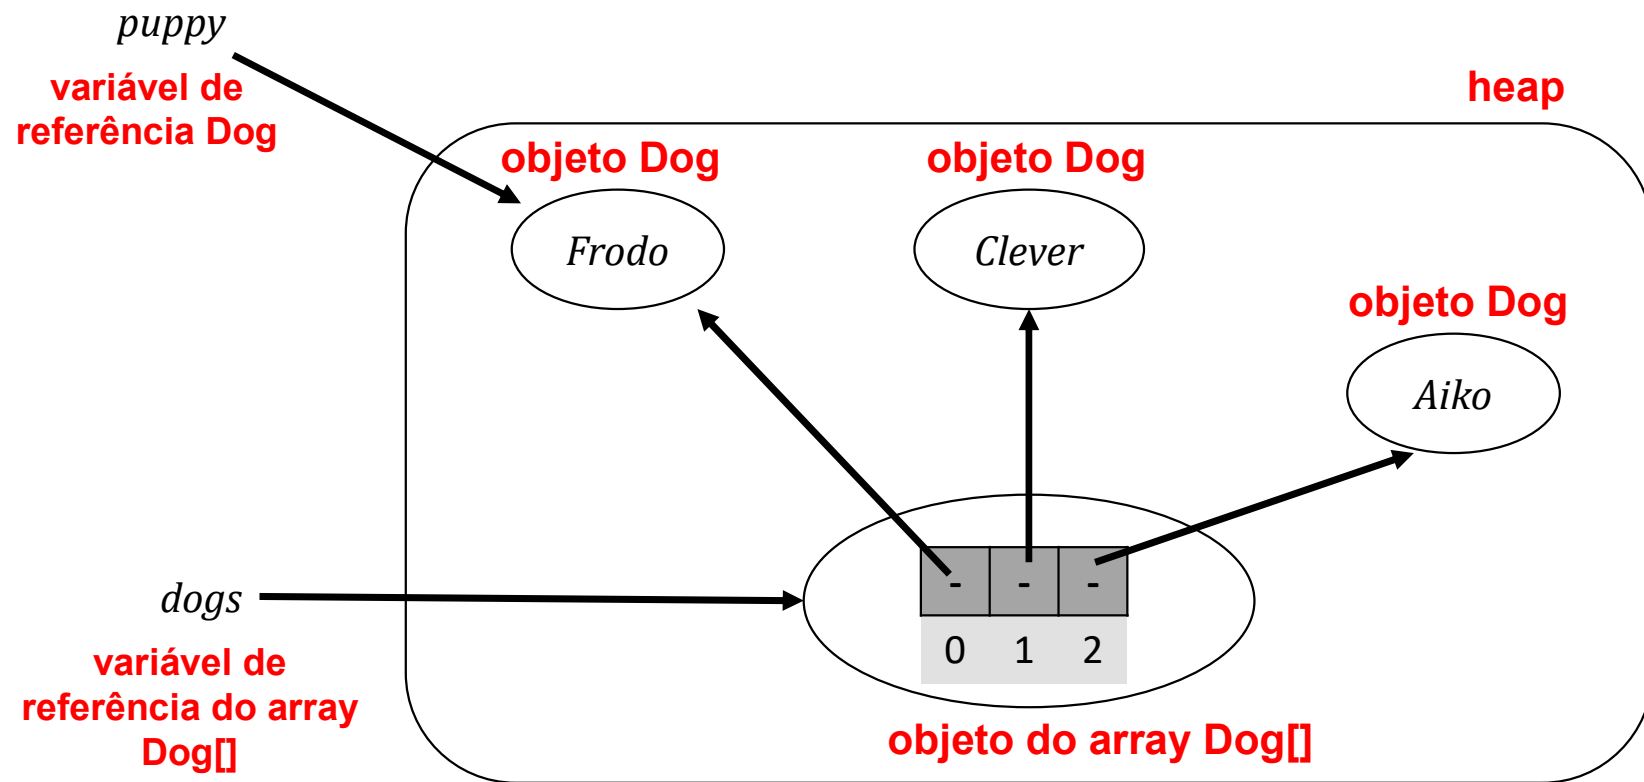 puppy
variável de
referência Dog
heap
objeto Dog
objeto Dog
Frodo
Clever
objeto Dog
Aiko
dogs
- - -
0 1 2
variável de
referência do array
Dog[]
objeto do array Dog[]